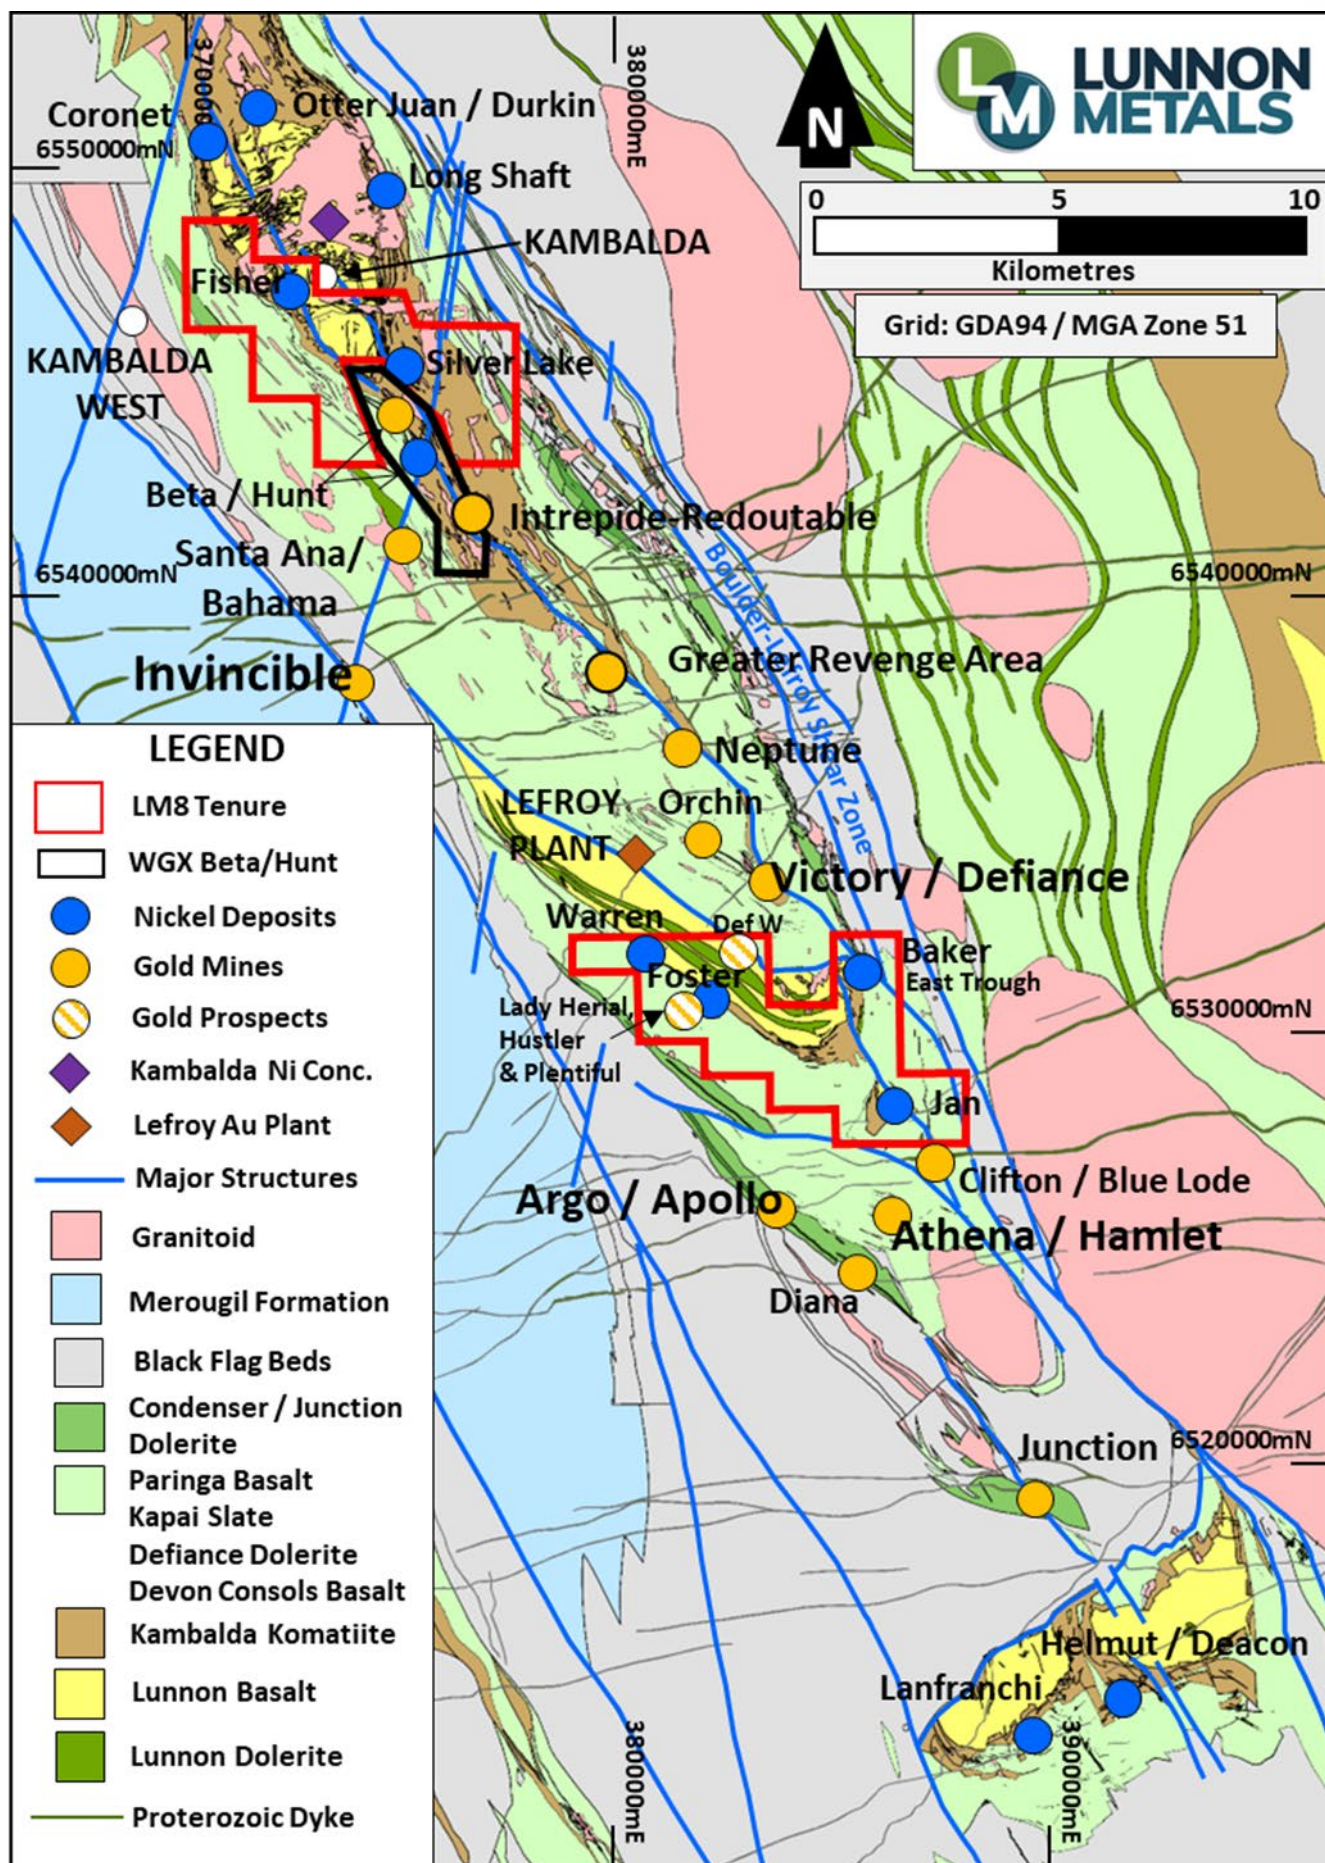 370000
380000mE
LUNNON
METALS
LM
N
Coronet
Otter Juan / Durkin
6550000mN
Long Shaft
0 5 10
Kilometres
KAMBALDA
Fisher
Grid: GDA94 / MGA Zone 51
KAMBALDA
WEST
Silver Lake
Beta / Hunt
Intrepide-Redoutable
Santa Ana/
Bahama
6540000mN
6540000mN
Boulder-Lefroy Shear Zone
Invincible
Greater Revenge Area
Neptune
LEFROY
PLANT
Orchin
Victory / Defiance
Warren
Def W
Baker
East Trough
Foster
Lady Herial,
Hustler
& Plentiful
6530000mN
Jan
Clifton / Blue Lode
Argo / Apollo
Athena / Hamlet
Diana
Junction
6520000mN
Helmut / Deacon
Lanfranchi
380000mE
390000mE
LEGEND
LM8 Tenure
WGX Beta/Hunt
Nickel Deposits
Gold Mines
Gold Prospects
Kambalda Ni Conc.
Lefroy Au Plant
Major Structures
Granitoid
Merougil Formation
Black Flag Beds
Condenser / Junction
Dolerite
Paringa Basalt
Kapai Slate
Defiance Dolerite
Devon Consols Basalt
Kambalda Komatiite
Lunnon Basalt
Lunnon Dolerite
Proterozoic Dyke